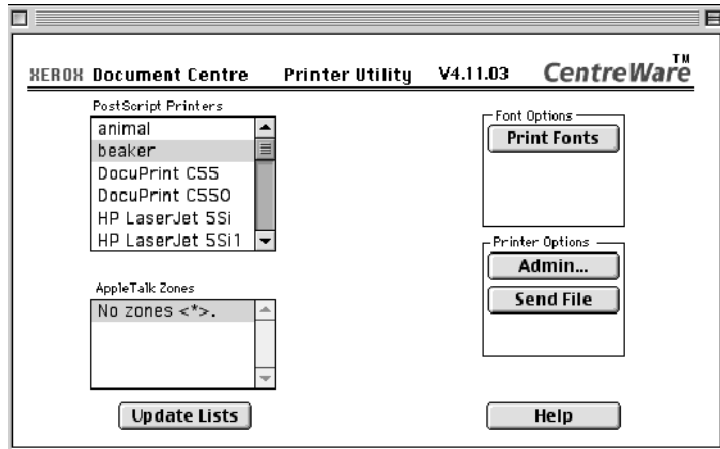 XEROX Document Centre Printer Utility V4.11.03 CentreWare™
PostScript Printers
animal
beaker
DocuPrint C55
DocuPrint C550
HP LaserJet 5Si
HP LaserJet 5Si1
AppleTalk Zones
No zones <*>.
Update Lists
Font Options
Print Fonts
Printer Options
Admin...
Send File
Help